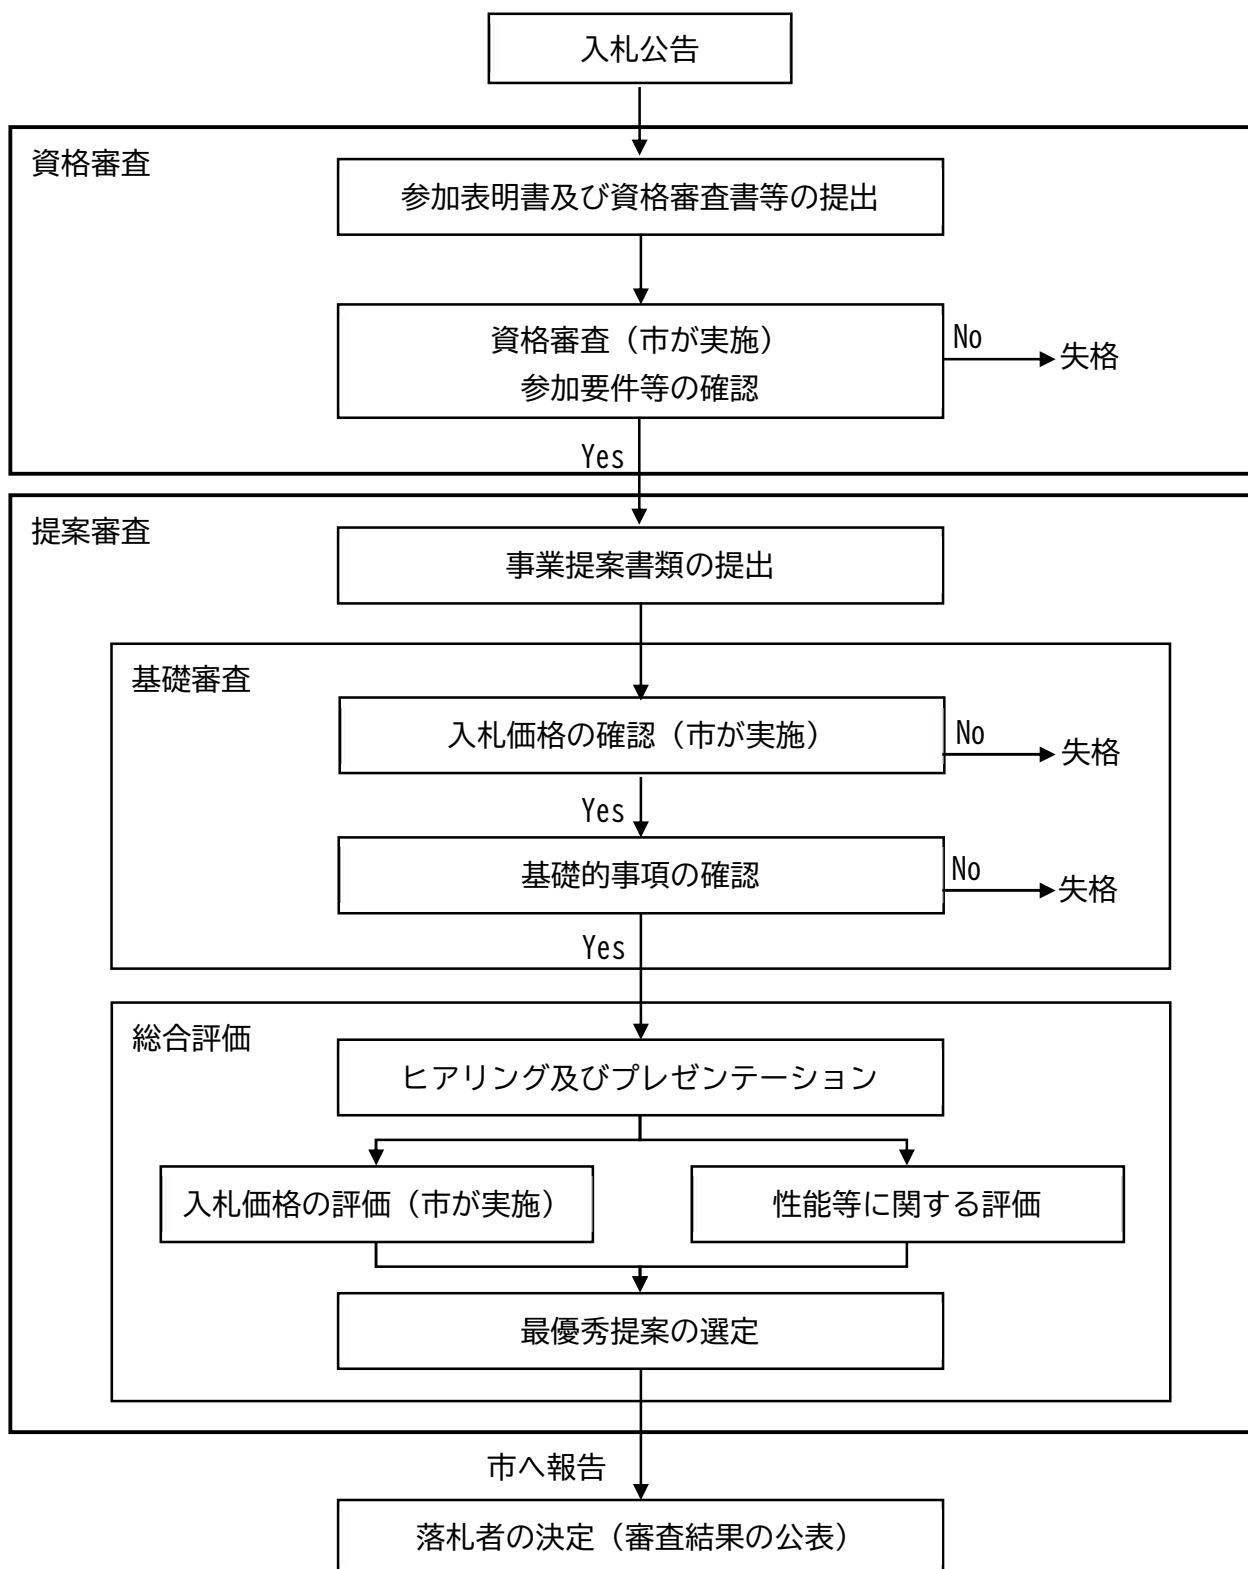 入札公告
資格審査
参加表明書及び資格審査書等の提出
資格審査（市が実施）
参加要件等の確認
No
失格
Yes
提案審査
事業提案書類の提出
基礎審査
入札価格の確認（市が実施）
No
失格
Yes
基礎的事項の確認
No
失格
Yes
総合評価
ヒアリング及びプレゼンテーション
入札価格の評価（市が実施）
性能等に関する評価
最優秀提案の選定
市へ報告
落札者の決定（審査結果の公表）